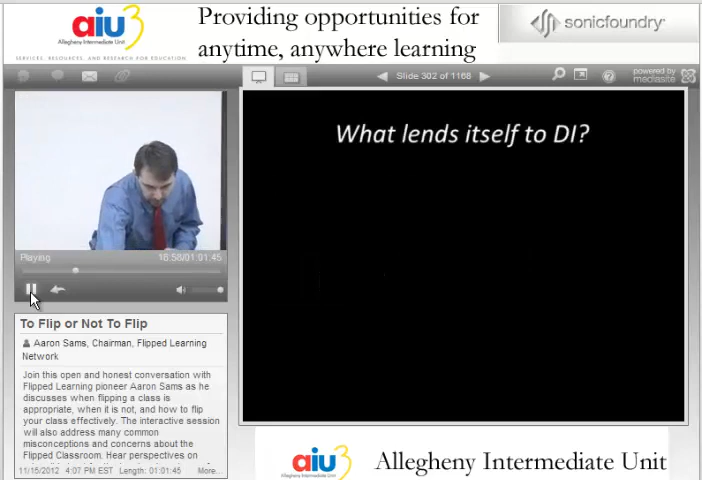 aiu3
Allegheny Intermediate Unit
SERVICES, RESOURCES, AND RESEARCH FOR EDUCATION
Providing opportunities for
anytime, anywhere learning
sonicfoundry
Slide 302 of 1168
powered by
mediasite
What lends itself to DI?
Playing
18:58/01:01:45
To Flip or Not To Flip
Aaron Sams, Chairman, Flipped Learning
Network
Join this open and honest conversation with
Flipped Learning pioneer Aaron Sams as he
discusses when flipping a class is
appropriate, when it is not, and how to flip
your class effectively. The interactive session
will also address many common
misconceptions and concerns about the
Flipped Classroom. Hear perspectives on
11/15/2012 4:07 PM EST Length: 01:01:45 More...
aiu3
Allegheny Intermediate Unit
Allegheny Intermediate Unit